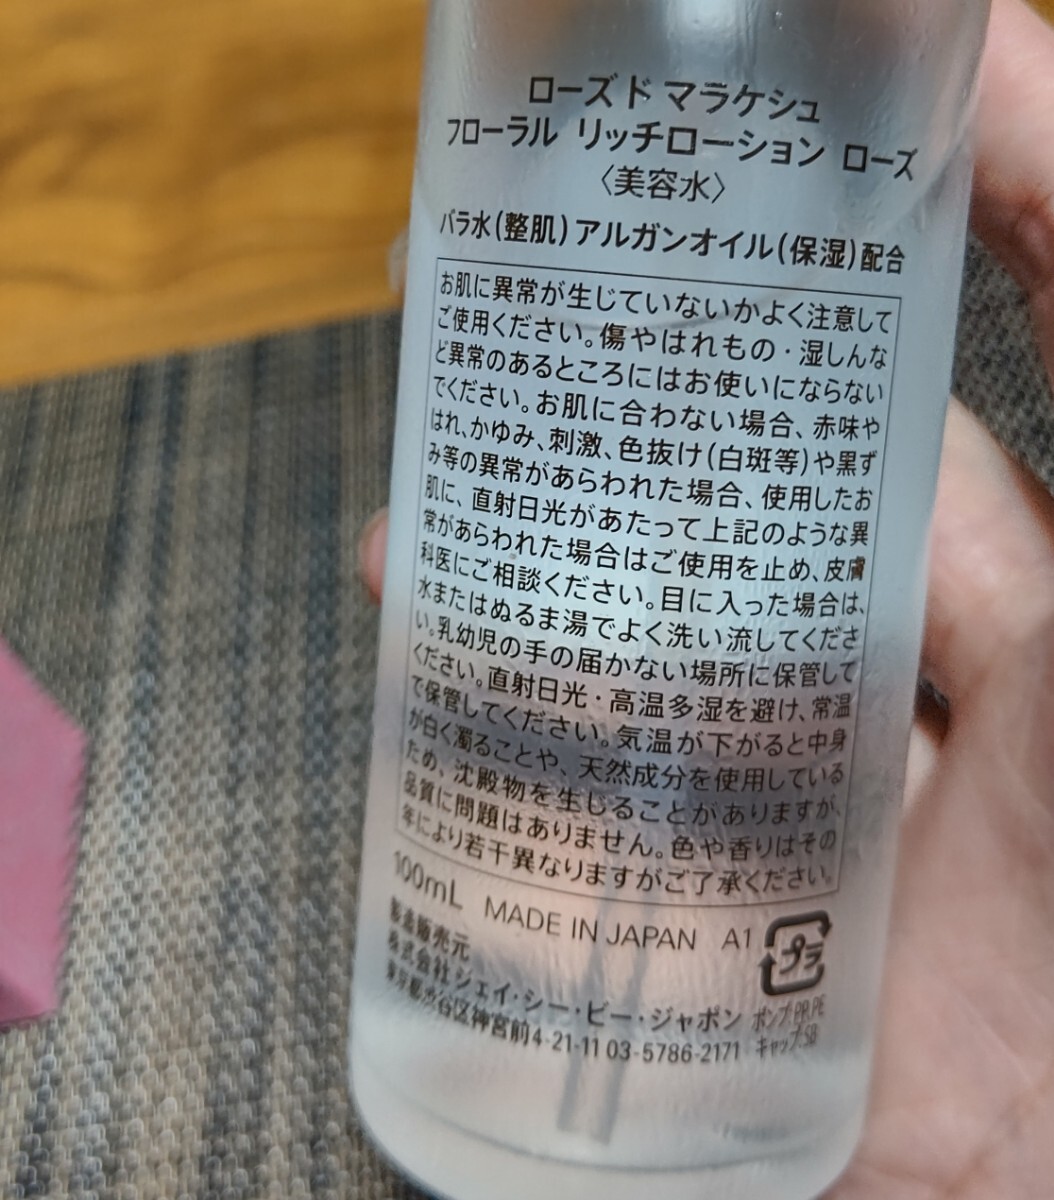 ローズ ド マラケシュ
フローラル リッチローション ローズ
〈美容水〉
バラ水(整肌)アルガンオイル(保湿)配合
お肌に異常が生じていないかよく注意して
ご使用ください。傷やはれもの・湿しんな
ど異常のあるところにはお使いにならない
でください。お肌に合わない場合、赤味や
はれ、かゆみ、刺激、色抜け(白斑等)や黒ず
み等の異常があらわれた場合、使用したお
肌に、直射日光があたって上記のような異
常があらわれた場合はご使用を止め、皮膚
科医にご相談ください。目に入った場合は、
水またはぬるま湯でよく洗い流してくださ
い。乳幼児の手の届かない場所に保管して
ください。直射日光・高温多湿を避け、常温
で保管してください。気温が下がると中身
が白く濁ることや、天然成分を使用している
ため、沈殿物を生じることがありますが、
品質に問題はありません。色や香りはその
年により若干異なりますがご了承ください。
100mL MADE IN JAPAN A1
プラ
製造販売元
株式会社ジェイ・シー・ビー・ジャポン ポンプ:PP,PE
東京都渋谷区神宮前4-21-11 03-5786-2171 キャップ:SB